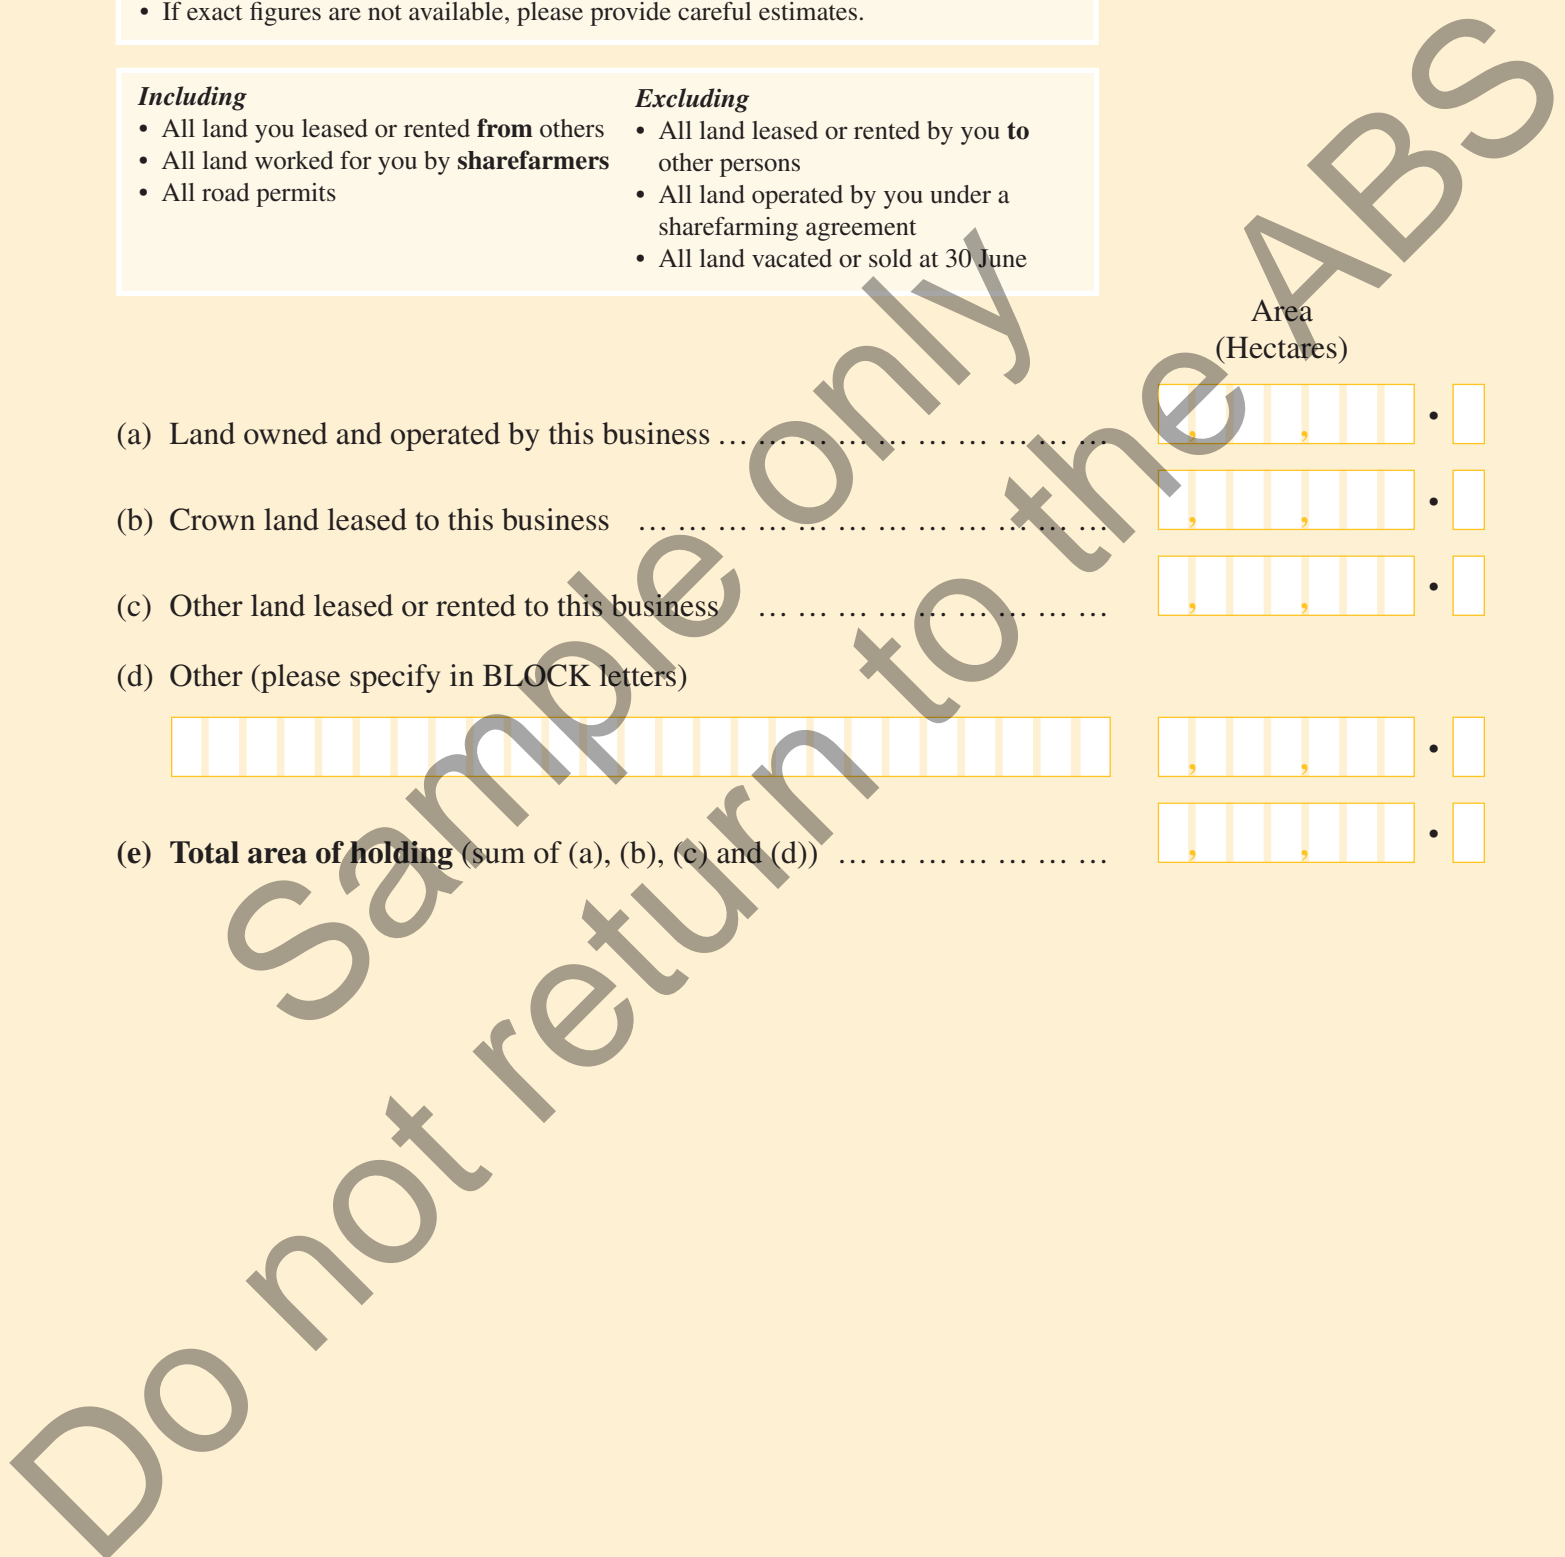 • If exact figures are not available, please provide careful estimates.
Including
• All land you leased or rented from others
• All land worked for you by sharefarmers
• All road permits
Excluding
• All land leased or rented by you to
other persons
• All land operated by you under a
sharefarming agreement
• All land vacated or sold at 30 June
Area
(Hectares)
(a) Land owned and operated by this business … … … … … … … … … …
, , •
(b) Crown land leased to this business … … … … … … … … … … … …
, , •
(c) Other land leased or rented to this business … … … … … … … … …
, , •
(d) Other (please specify in BLOCK letters)
, , •
(e) Total area of holding (sum of (a), (b), (c) and (d)) … … … … … … …
, , •
Sample only
Do not return to the ABS